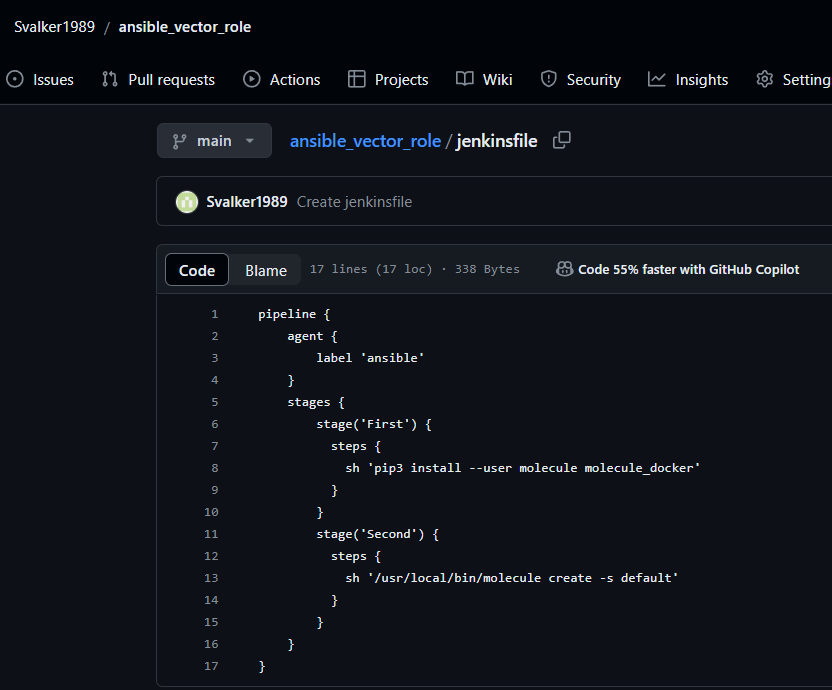 Svalker1989 / ansible_vector_role
Issues Pull requests Actions Projects Wiki Security Insights Setting
main ansible_vector_role / jenkinsfile
Svalker1989 Create jenkinsfile
Code Blame 17 lines (17 loc) · 338 Bytes Code 55% faster with GitHub Copilot
1 pipeline {
2 agent {
3 label 'ansible'
4 }
5 stages {
6 stage('First') {
7 steps {
8 sh 'pip3 install --user molecule molecule_docker'
9 }
10 }
11 stage('Second') {
12 steps {
13 sh '/usr/local/bin/molecule create -s default'
14 }
15 }
16 }
17 }